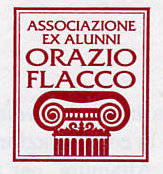 ASSOCIAZIONE
EX ALUNNI
ORAZIO
FLACCO